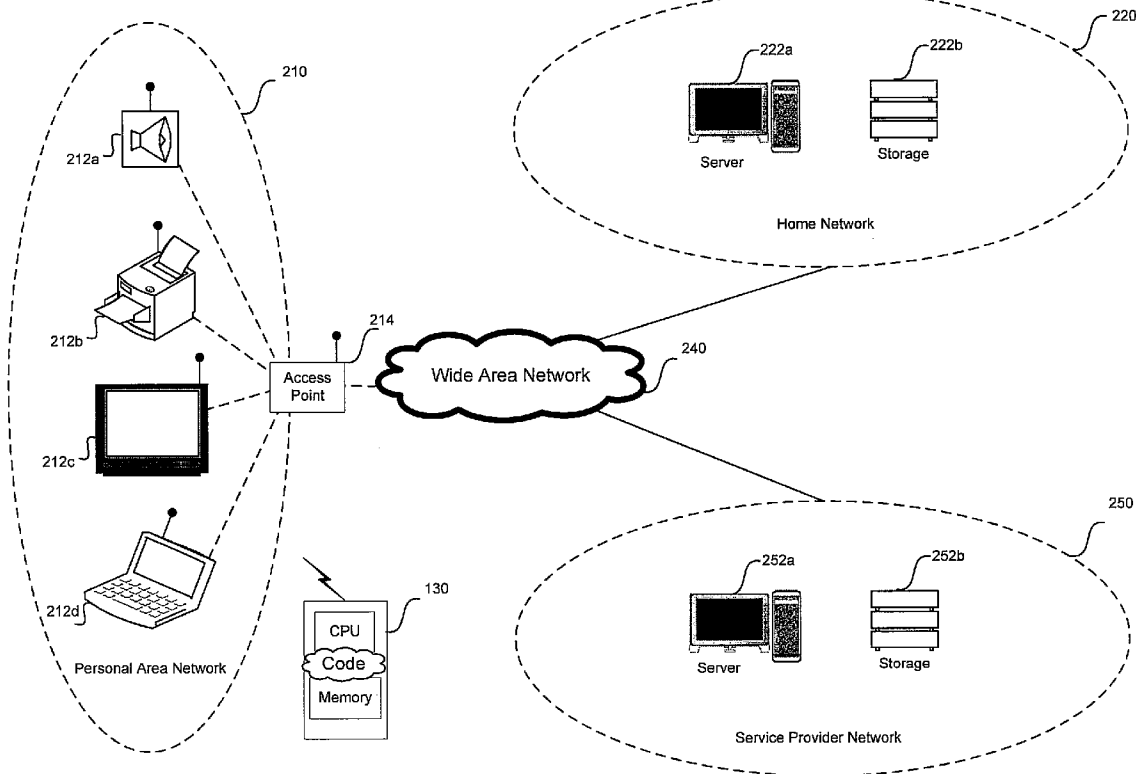 210
212a
212b
212c
212d
Personal Area Network
214
Access
Point
Wide Area Network
240
130
CPU
Code
Memory
220
222a
222b
Server
Storage
Home Network
250
252a
252b
Server
Storage
Service Provider Network